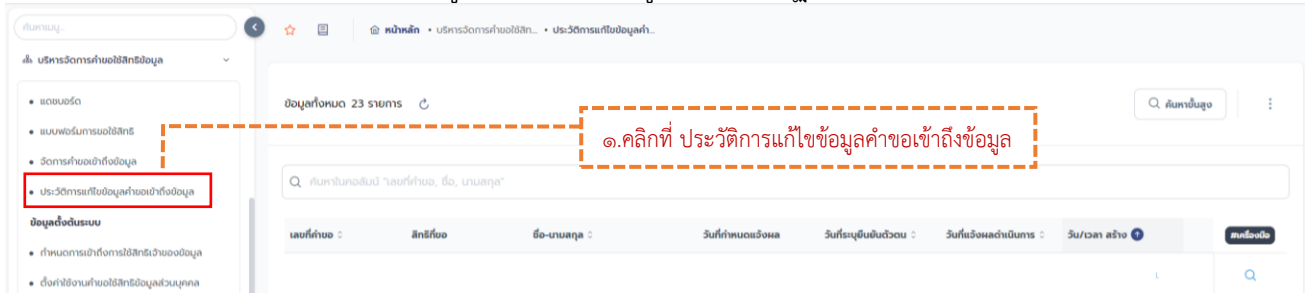 ค้นหาเมนู..
หน้าหลัก • บริหารจัดการคำขอใช้สิท... • ประวัติการแก้ไขข้อมูลคำ...
บริหารจัดการคำขอใช้สิทธิข้อมูล
แดชบอร์ด
แบบฟอร์มการขอใช้สิทธิ
จัดการคำขอเข้าถึงข้อมูล
ประวัติการแก้ไขข้อมูลคำขอเข้าถึงข้อมูล
ข้อมูลตั้งต้นระบบ
กำหนดการเข้าถึงการใช้สิทธิเจ้าของข้อมูล
ตั้งค่าใช้งานคำขอใช้สิทธิข้อมูลส่วนบุคคล
ข้อมูลทั้งหมด 23 รายการ
ค้นหาขั้นสูง
๑.คลิกที่ ประวัติการแก้ไขข้อมูลคำขอเข้าถึงข้อมูล
ค้นหาในคอลัมน์ "เลขที่คำขอ, ชื่อ, นามสกุล"
เลขที่คำขอ สิทธิที่ขอ ชื่อ-นามสกุล วันที่กำหนดแจ้งผล วันที่ระบุยืนยันตัวตน วันที่แจ้งผลดำเนินการ วัน/เวลา สร้าง #เครื่องมือ